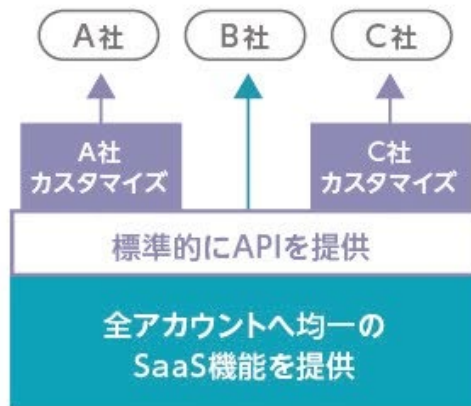 A社
B社
C社
A社
カスタマイズ
C社
カスタマイズ
標準的にAPIを提供
全アカウントへ均一の
SaaS機能を提供